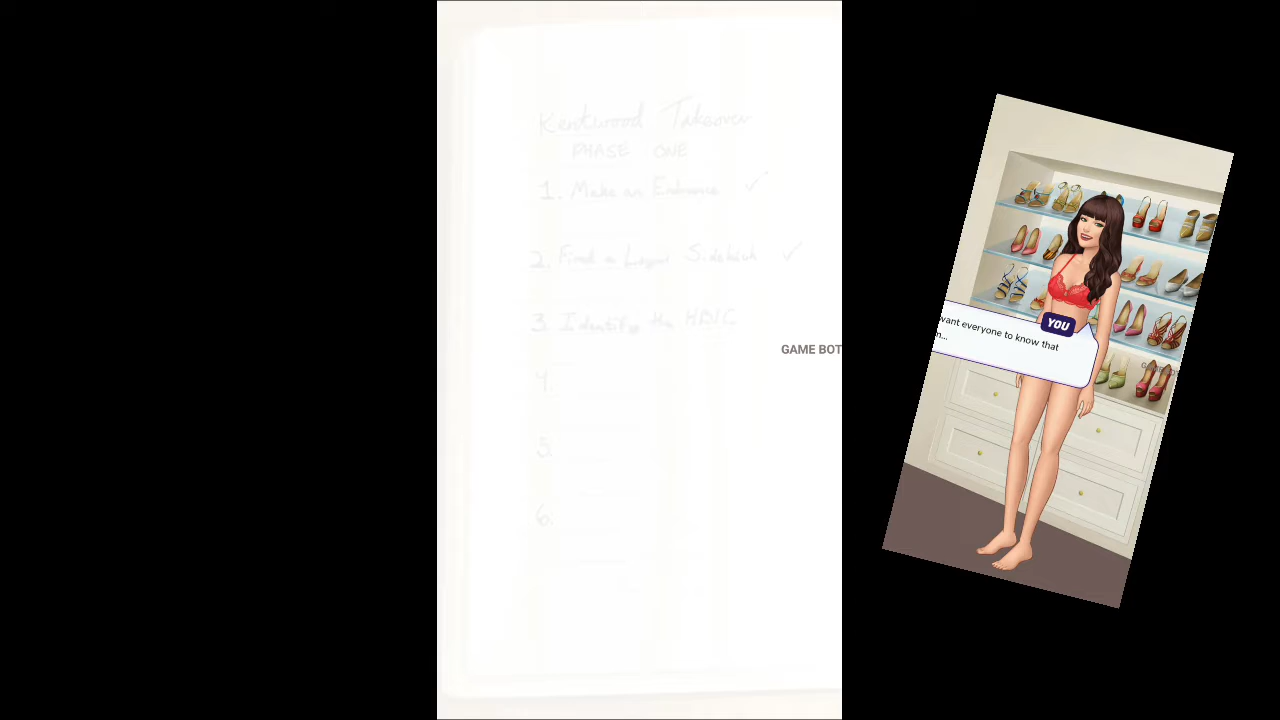 Kentwood Takeover
PHASE ONE
1. Make an Entrance ✓
2. Find a Loyal Sidekick ✓
3. Identify the HBIC
4.
5.
6.
GAME BOT
YOU
want everyone to know that
n...